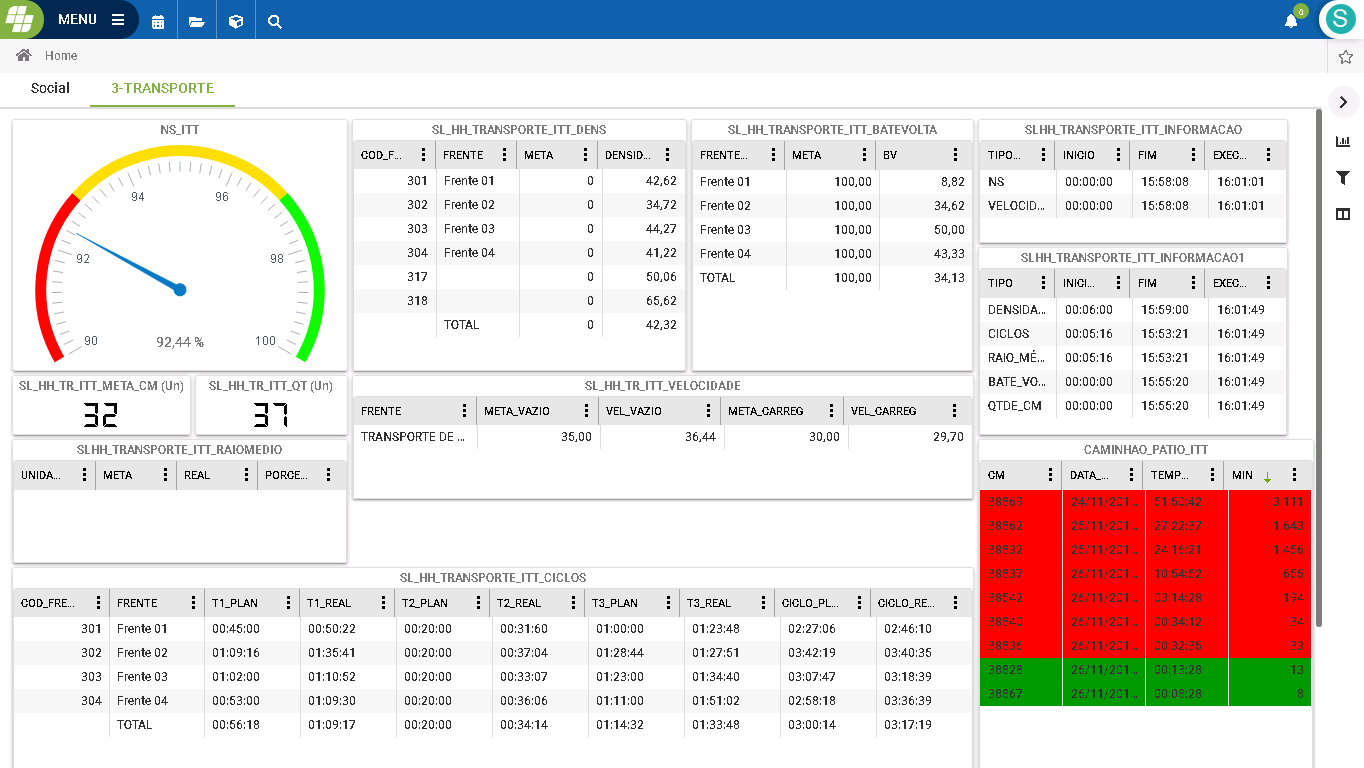 MENU
0
S
Home
Social 3-TRANSPORTE
NS_ITT
94 96
92 98
90 92,44 % 100
SL_HH_TRANSPORTE_ITT_DENS
COD_F... FRENTE META DENSID...
301 Frente 01 0 42,62
302 Frente 02 0 34,72
303 Frente 03 0 44,27
304 Frente 04 0 41,22
317 0 50,06
318 0 65,62
TOTAL 0 42,32
SL_HH_TRANSPORTE_ITT_BATEVOLTA
FRENTE... META BV
Frente 01 100,00 8,82
Frente 02 100,00 34,62
Frente 03 100,00 50,00
Frente 04 100,00 43,33
TOTAL 100,00 34,13
SLHH_TRANSPORTE_ITT_INFORMACAO
TIPO... INICIO FIM EXEC...
NS 00:00:00 15:58:08 16:01:01
VELOCID... 00:00:00 15:58:08 16:01:01
SLHH_TRANSPORTE_ITT_INFORMACAO1
TIPO INICI... FIM EXEC...
DENSIDA... 00:06:00 15:59:00 16:01:49
CICLOS 00:05:16 15:53:21 16:01:49
RAIO_MÉ... 00:05:16 15:53:21 16:01:49
BATE_VO... 00:00:00 15:55:20 16:01:49
QTDE_CM 00:00:00 15:55:20 16:01:49
SL_HH_TR_ITT_META_CM (Un)
32
SL_HH_TR_ITT_QT (Un)
37
SL_HH_TR_ITT_VELOCIDADE
FRENTE META_VAZIO VEL_VAZIO META_CARREG VEL_CARREG
TRANSPORTE DE ... 35,00 36,44 30,00 29,70
SLHH_TRANSPORTE_ITT_RAIOMEDIO
UNIDA... META REAL PORCE...
CAMINHAO_PATIO_ITT
CM DATA_... TEMP... MIN
38869 24/11/201... 51:50:42 3.111
38862 25/11/201... 27:22:37 1.643
38832 25/11/201... 24:16:21 1.456
38837 26/11/201... 10:54:52 655
38542 26/11/201... 03:14:28 194
38840 26/11/201... 00:34:12 34
38836 26/11/201... 00:32:35 33
38828 26/11/201... 00:13:28 13
38867 26/11/201... 00:08:28 8
SL_HH_TRANSPORTE_ITT_CICLOS
COD_FRE... FRENTE T1_PLAN T1_REAL T2_PLAN T2_REAL T3_PLAN T3_REAL CICLO_PL... CICLO_RE...
301 Frente 01 00:45:00 00:50:22 00:20:00 00:31:60 01:00:00 01:23:48 02:27:06 02:46:10
302 Frente 02 01:09:16 01:35:41 00:20:00 00:37:04 01:28:44 01:27:51 03:42:19 03:40:35
303 Frente 03 01:02:00 01:10:52 00:20:00 00:33:07 01:23:00 01:34:40 03:07:47 03:18:39
304 Frente 04 00:53:00 01:09:30 00:20:00 00:36:06 01:11:00 01:51:02 02:58:18 03:36:39
TOTAL 00:56:18 01:09:17 00:20:00 00:34:14 01:14:32 01:33:48 03:00:14 03:17:19